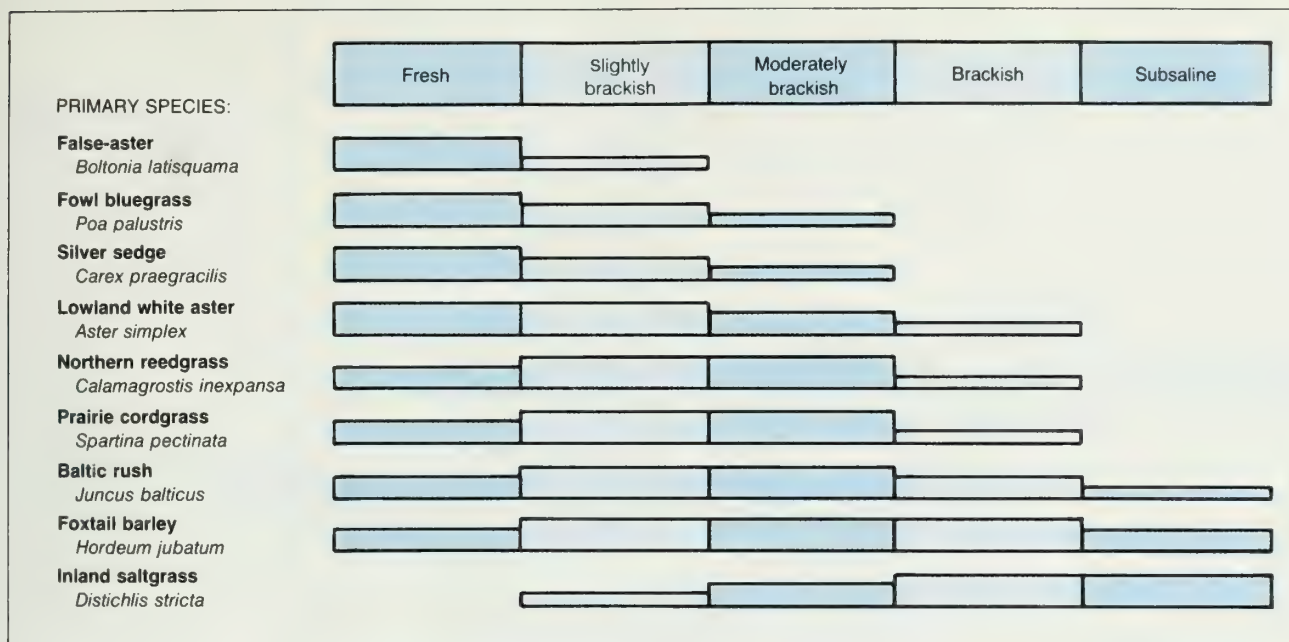 Fresh
Slightly
brackish
Moderately
brackish
Brackish
Subsaline
PRIMARY SPECIES:
False-aster
Boltonia latisquama
Fowl bluegrass
Poa palustris
Silver sedge
Carex praegracilis
Lowland white aster
Aster simplex
Northern reedgrass
Calamagrostis inexpansa
Prairie cordgrass
Spartina pectinata
Baltic rush
Juncus balticus
Foxtail barley
Hordeum jubatum
Inland saltgrass
Distichlis stricta